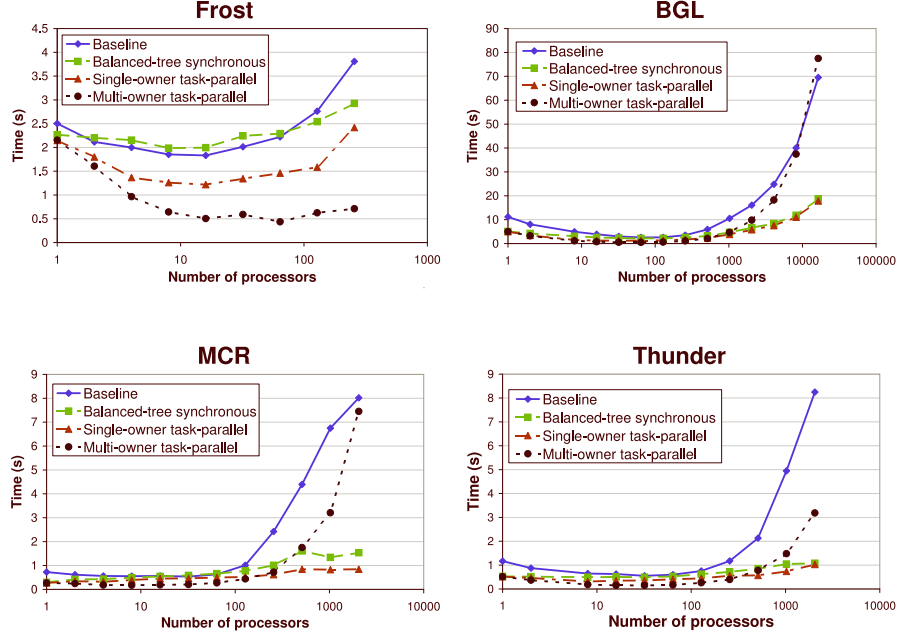 Frost
4.5
4
3.5
3
2.5
2
1.5
1
0.5
0
Time (s)
Baseline
Balanced-tree synchronous
Single-owner task-parallel
Multi-owner task-parallel
1 10 100 1000
Number of processors
BGL
90
80
70
60
50
40
30
20
10
0
Time (s)
Baseline
Balanced-tree synchronous
Single-owner task-parallel
Multi-owner task-parallel
1 10 100 1000 10000 100000
Number of processors
MCR
9
8
7
6
5
4
3
2
1
0
Time (s)
Baseline
Balanced-tree synchronous
Single-owner task-parallel
Multi-owner task-parallel
1 10 100 1000 10000
Number of processors
Thunder
9
8
7
6
5
4
3
2
1
0
Time (s)
Baseline
Balanced-tree synchronous
Single-owner task-parallel
Multi-owner task-parallel
1 10 100 1000 10000
Number of processors